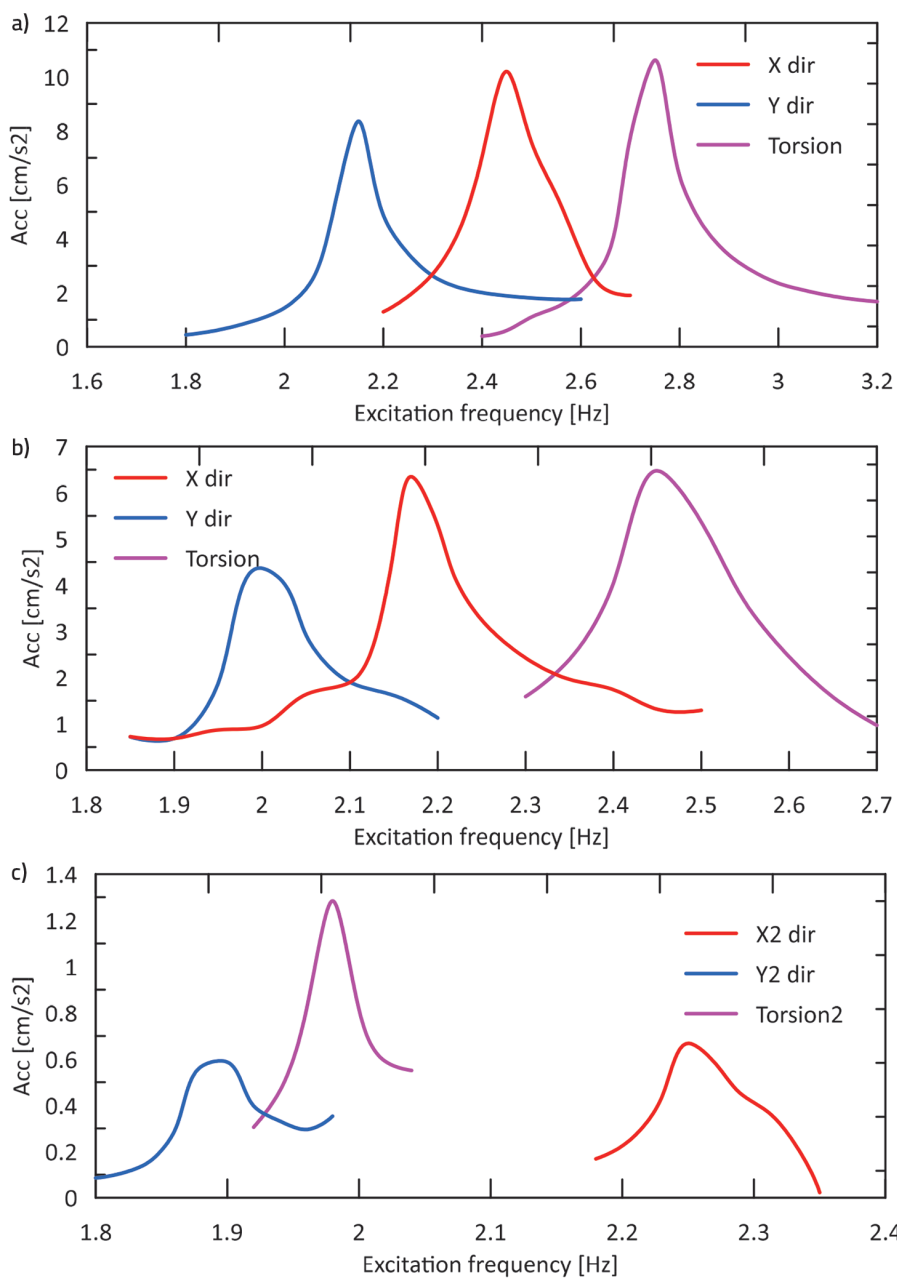 a)
12
10
8
6
4
2
0
Acc [cm/s2]
X dir
Y dir
Torsion
1.6 1.8 2 2.2 2.4 2.6 2.8 3 3.2
Excitation frequency [Hz]
b)
7
6
5
4
3
2
1
0
Acc [cm/s2]
X dir
Y dir
Torsion
1.8 1.9 2 2.1 2.2 2.3 2.4 2.5 2.6 2.7
Excitation frequency [Hz]
c)
1.4
1.2
1
0.8
0.6
0.4
0.2
0
Acc [cm/s2]
X2 dir
Y2 dir
Torsion2
1.8 1.9 2 2.1 2.2 2.3 2.4
Excitation frequency [Hz]